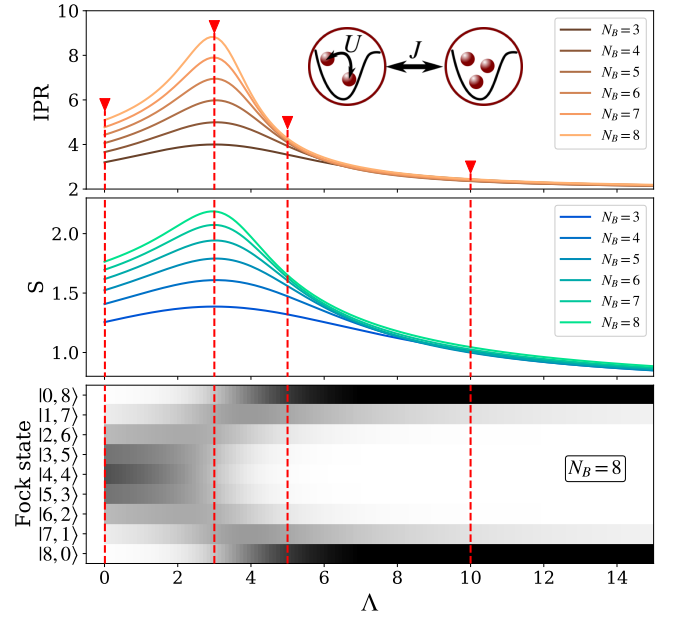 10
8
6
4
2
IPR
U
J
N_B = 3
N_B = 4
N_B = 5
N_B = 6
N_B = 7
N_B = 8
2.0
1.5
1.0
S
N_B = 3
N_B = 4
N_B = 5
N_B = 6
N_B = 7
N_B = 8
Fock state
|0, 8⟩
|1, 7⟩
|2, 6⟩
|3, 5⟩
|4, 4⟩
|5, 3⟩
|6, 2⟩
|7, 1⟩
|8, 0⟩
N_B = 8
0 2 4 6 8 10 12 14
Λ